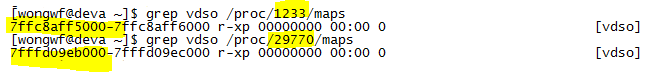 [wongwf@deva ~]$ grep vdso /proc/1233/maps
7ffc8aff5000-7ffc8aff6000 r-xp 00000000 00:00 0 [vdso]
[wongwf@deva ~]$ grep vdso /proc/29770/maps
7fffd09eb000-7fffd09ec000 r-xp 00000000 00:00 0 [vdso]